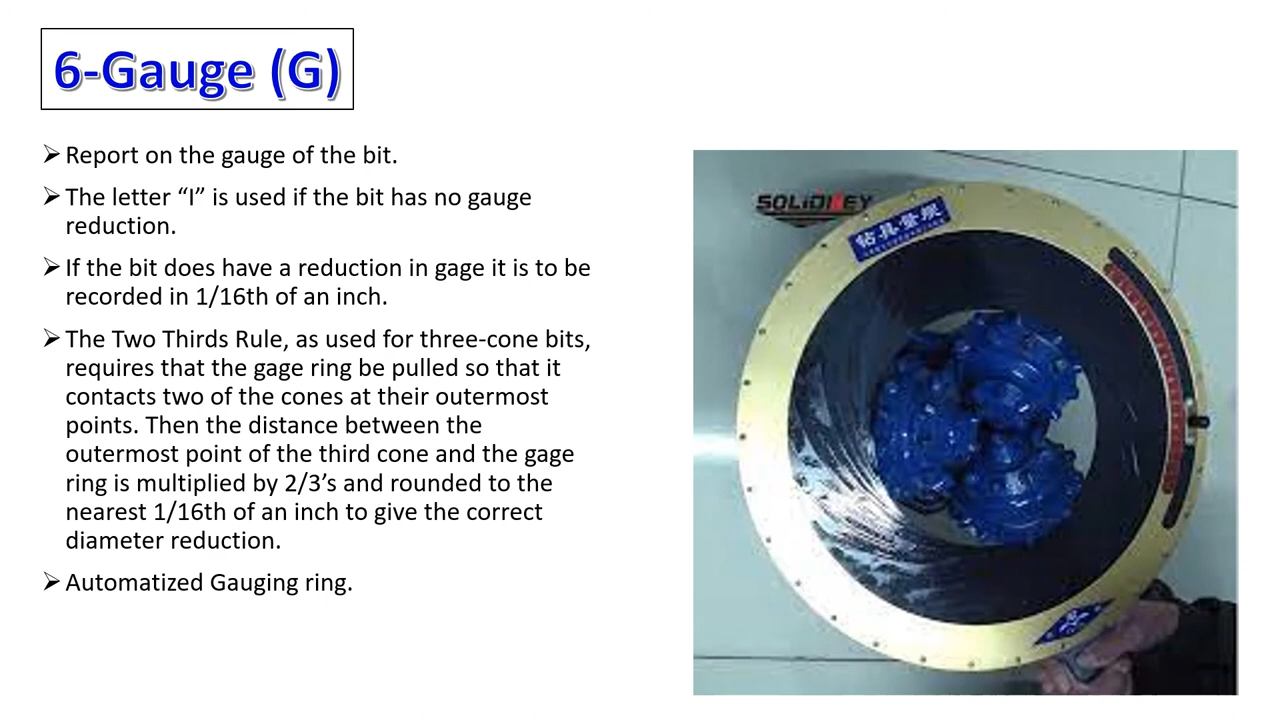 6-Gauge (G)
Report on the gauge of the bit.
The letter “I” is used if the bit has no gauge
reduction.
If the bit does have a reduction in gage it is to be
recorded in 1/16th of an inch.
The Two Thirds Rule, as used for three-cone bits,
requires that the gage ring be pulled so that it
contacts two of the cones at their outermost
points. Then the distance between the
outermost point of the third cone and the gage
ring is multiplied by 2/3’s and rounded to the
nearest 1/16th of an inch to give the correct
diameter reduction.
Automatized Gauging ring.
SOLIDKEY
钻具量规